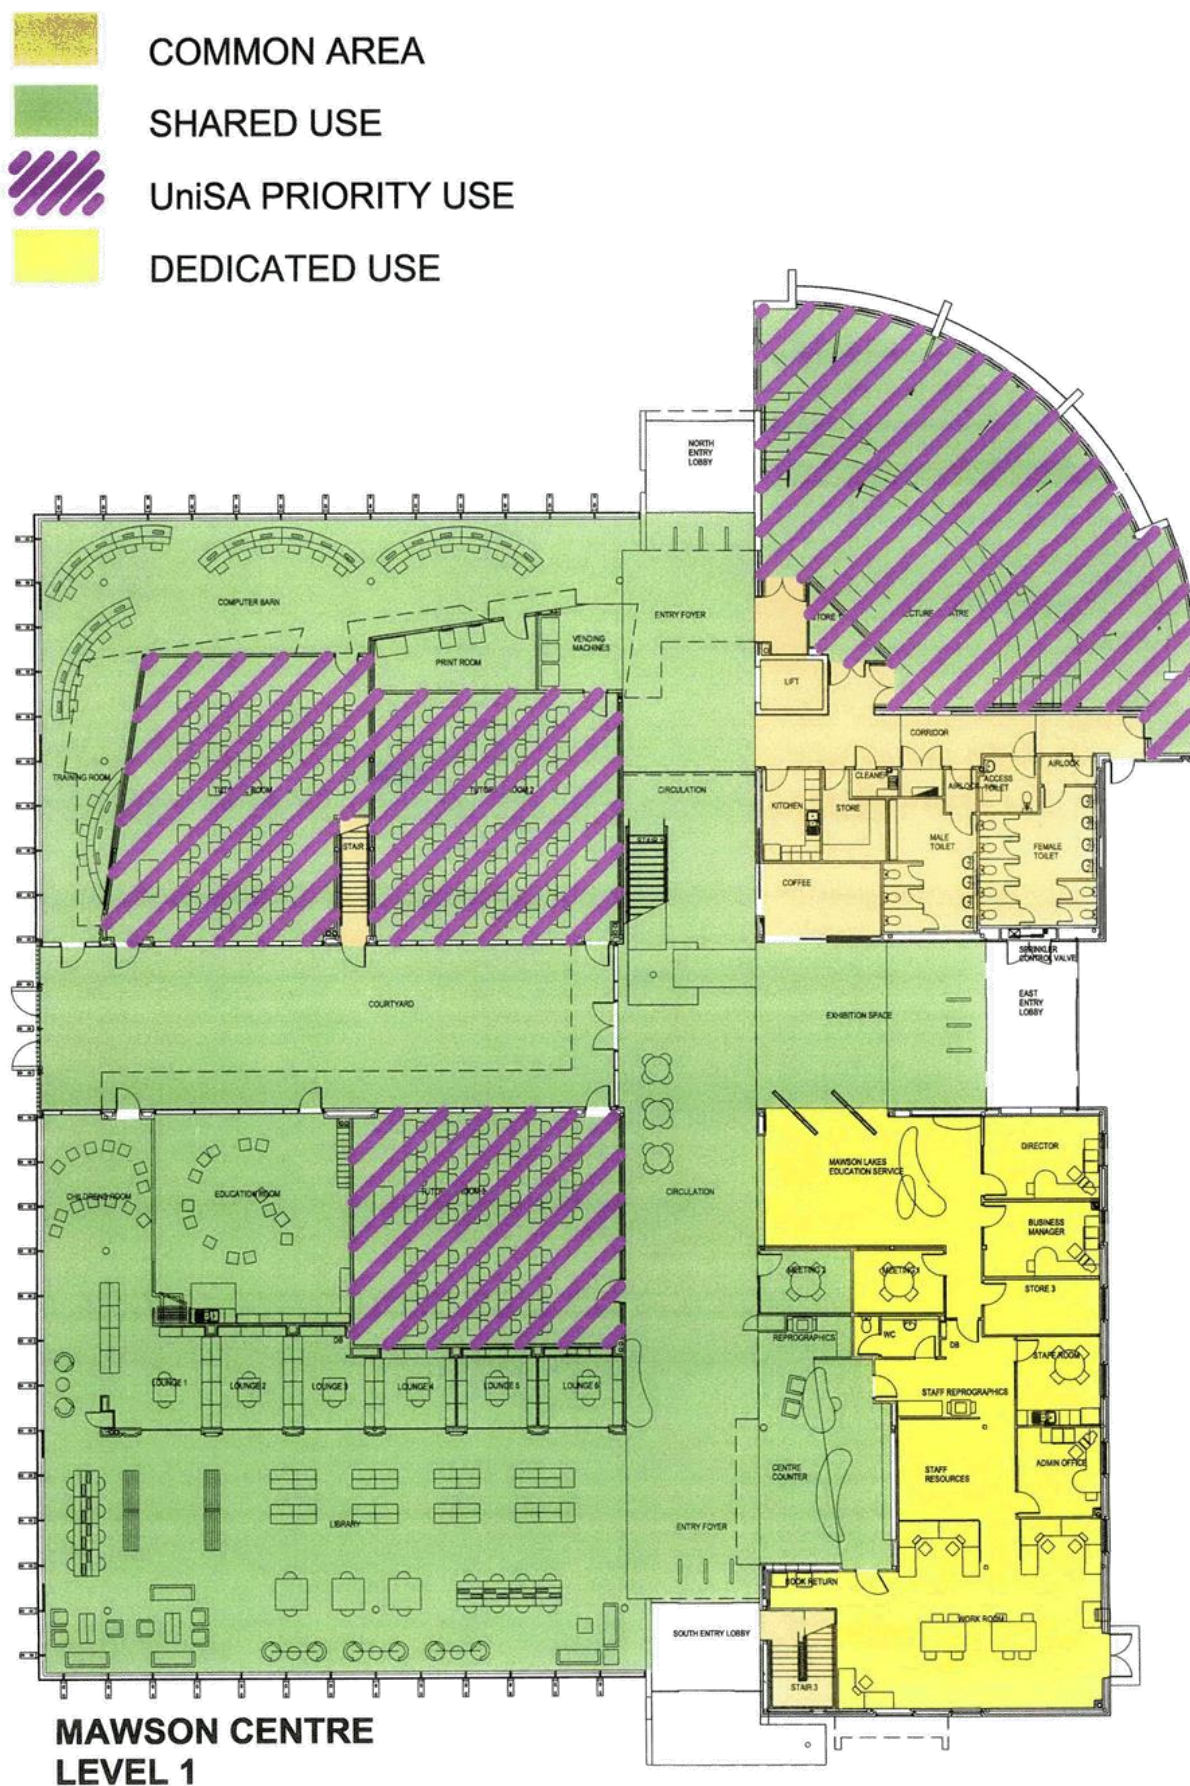 COMMON AREA
SHARED USE
UniSA PRIORITY USE
DEDICATED USE
NORTH
ENTRY
LOBBY
COMPUTER BARN
ENTRY FOYER
VENDING
MACHINES
PRINT ROOM
STORE
LIFT
CORRIDOR
TRAINING ROOM
CIRCULATION
CLEANER
ACCESS
TOILET
AIRLOCK
AIRLOCK
KITCHEN
STORE
MALE
TOILET
FEMALE
TOILET
STAIR
COFFEE
SPRINKLER
CONTROL VALVE
COURTYARD
EXHIBITION SPACE
EAST
ENTRY
LOBBY
MAWSON LAKES
EDUCATION SERVICE
DIRECTOR
CHILDRENS ROOM
EDUCATION ROOM
CIRCULATION
BUSINESS
MANAGER
MEETING 2
MEETING 1
STORE 3
DB
REPROGRAPHICS
WC
DB
STAFF ROOM
LOUNGE 1
LOUNGE 2
LOUNGE 3
LOUNGE 4
LOUNGE 5
LOUNGE 6
STAFF REPROGRAPHICS
CENTRE
COUNTER
STAFF
RESOURCES
ADMIN OFFICE
LIBRARY
ENTRY FOYER
BOOK RETURN
SOUTH ENTRY LOBBY
WORK ROOM
STAIR 3
MAWSON CENTRE
LEVEL 1